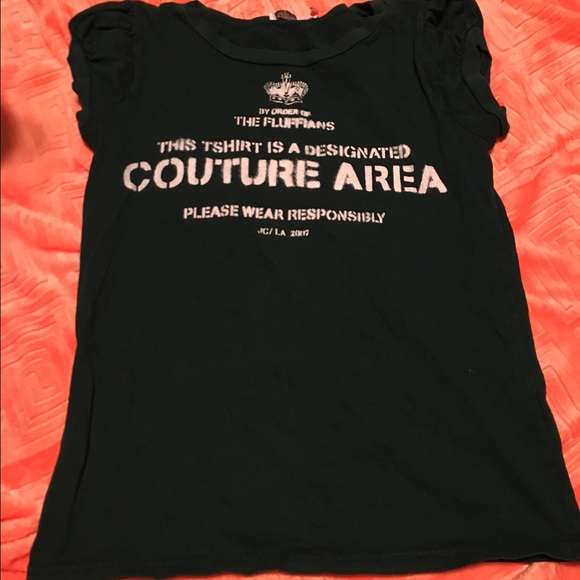 BY ORDER OF
THE FLUFFIANS
THIS TSHIRT IS A DESIGNATED
COUTURE AREA
PLEASE WEAR RESPONSIBLY
JC/LA 2007